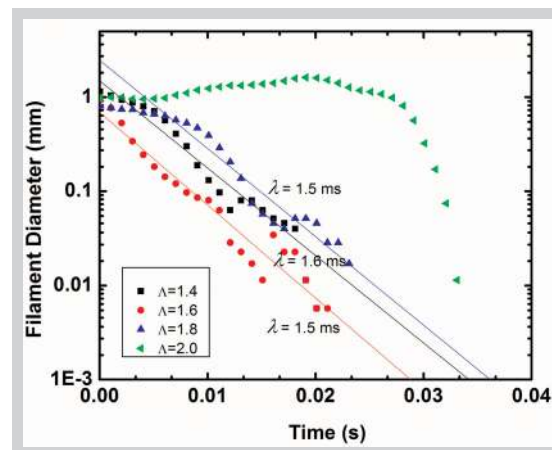 Filament Diameter (mm)
1
0.1
0.01
1E-3
λ = 1.5 ms
λ = 1.6 ms
λ = 1.5 ms
Λ=1.4
Λ=1.6
Λ=1.8
Λ=2.0
0.00 0.01 0.02 0.03 0.04
Time (s)